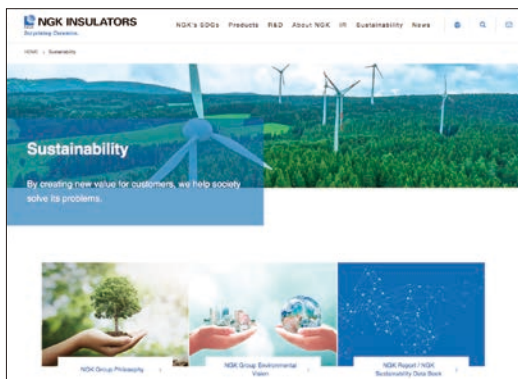 NGK INSULATORS
Surprising Ceramics.
NGK's SDGs Products R&D About NGK IR Sustainability News
HOME > Sustainability
Sustainability
By creating new value for customers, we help society
solve its problems.
NGK Group Philosophy
NGK Group Environmental
Vision
NGK Report / NGK
Sustainability Data Book